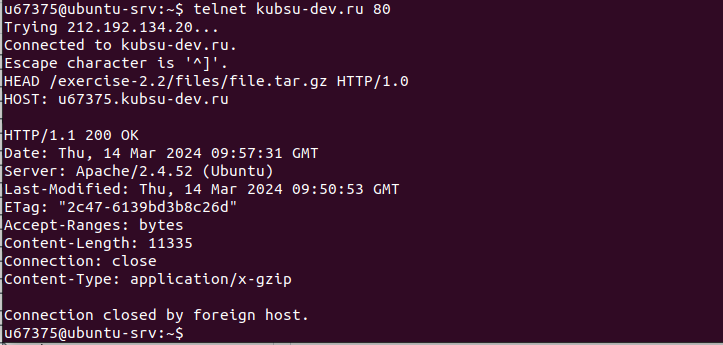 u67375@ubuntu-srv:~$ telnet kubsu-dev.ru 80
Trying 212.192.134.20...
Connected to kubsu-dev.ru.
Escape character is '^]'.
HEAD /exercise-2.2/files/file.tar.gz HTTP/1.0
HOST: u67375.kubsu-dev.ru

HTTP/1.1 200 OK
Date: Thu, 14 Mar 2024 09:57:31 GMT
Server: Apache/2.4.52 (Ubuntu)
Last-Modified: Thu, 14 Mar 2024 09:50:53 GMT
ETag: "2c47-6139bd3b8c26d"
Accept-Ranges: bytes
Content-Length: 11335
Connection: close
Content-Type: application/x-gzip

Connection closed by foreign host.
u67375@ubuntu-srv:~$